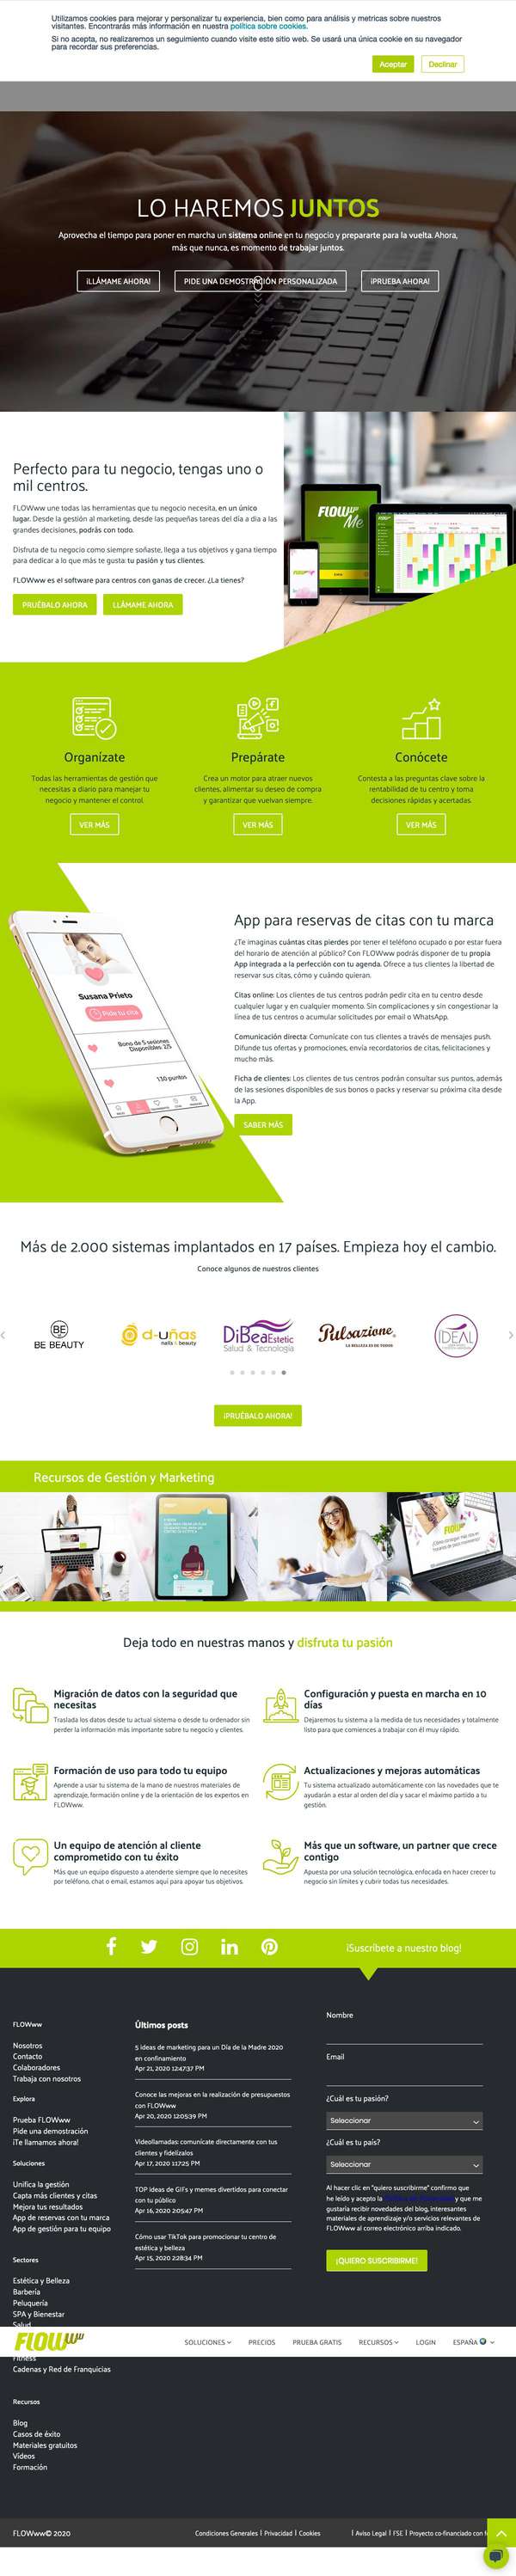 Utilizamos cookies para mejorar y personalizar tu experiencia, bien como para análisis y metricas sobre nuestros
visitantes. Encontrarás más información en nuestra política sobre cookies.
Si no acepta, no realizaremos un seguimiento cuando visite este sitio web. Se usará una única cookie en su navegador
para recordar sus preferencias.
Aceptar
Declinar
LO HAREMOS JUNTOS
Aprovecha el tiempo para poner en marcha un sistema online en tu negocio y prepararte para la vuelta. Ahora,
más que nunca, es momento de trabajar juntos.
¡LLÁMAME AHORA!
PIDE UNA DEMOSTRACIÓN PERSONALIZADA
¡PRUEBA AHORA!
Perfecto para tu negocio, tengas uno o
mil centros.
FLOWww une todas las herramientas que tu negocio necesita, en un único
lugar. Desde la gestión al marketing, desde las pequeñas tareas del día a día a las
grandes decisiones, podrás con todo.
Disfruta de tu negocio como siempre soñaste, llega a tus objetivos y gana tiempo
para dedicar a lo que más te gusta: tu pasión y tus clientes.
FLOWww es el software para centros con ganas de crecer. ¿La tienes?
PRUÉBALO AHORA
LLÁMAME AHORA
FLOWww
Me
Organízate
Todas las herramientas de gestión que
necesitas a diario para manejar tu
negocio y mantener el control.
VER MÁS
Prepárate
Crea un motor para atraer nuevos
clientes, alimentar su deseo de compra
y garantizar que vuelvan siempre.
VER MÁS
Conócete
Contesta a las preguntas clave sobre la
rentabilidad de tu centro y toma
decisiones rápidas y acertadas.
VER MÁS
Susana Prieto
Pide tu cita
Bono de 5 sesiones
Disponibles: 2/5
130 puntos
App para reservas de citas con tu marca
¿Te imaginas cuántas citas pierdes por tener el teléfono ocupado o por estar fuera
del horario de atención al público? Con FLOWww podrás disponer de tu propia
App integrada a la perfección con tu agenda. Ofrece a tus clientes la libertad de
reservar sus citas, cómo y cuándo quieran.
Citas online: Los clientes de tus centros podrán pedir cita en tu centro desde
cualquier lugar y en cualquier momento. Sin complicaciones y sin congestionar la
línea de tus centros o acumular solicitudes por email o WhatsApp.
Comunicación directa: Comunícate con tus clientes a través de mensajes push.
Difunde tus ofertas y promociones, envía recordatorios de citas, felicitaciones y
mucho más.
Ficha de clientes: Los clientes de tus centros podrán consultar sus puntos, además
de las sesiones disponibles de sus bonos o packs y reservar su próxima cita desde
la App.
SABER MÁS
Más de 2.000 sistemas implantados en 17 países. Empieza hoy el cambio.
Conoce algunos de nuestros clientes
BE
BE BEAUTY
d-uñas
nails & beauty
DiBeaEstetic
Salud & Tecnología
Pulsazione
LA BELLEZA ES DE TODOS
IDEAL
¡PRUÉBALO AHORA!
Recursos de Gestión y Marketing
Deja todo en nuestras manos y disfruta tu pasión
Migración de datos con la seguridad que
necesitas
Traslada los datos desde tu actual sistema o desde tu ordenador sin
perder la información más importante sobre tu negocio y clientes.
Configuración y puesta en marcha en 10
días
Dejaremos tu sistema a la medida de tus necesidades y totalmente
listo para que comiences a trabajar con él muy rápido.
Formación de uso para todo tu equipo
Aprende a usar tu sistema de la mano de nuestros materiales de
aprendizaje, formación online y de la orientación de los expertos en
FLOWww.
Actualizaciones y mejoras automáticas
Tu sistema actualizado automáticamente con las novedades que te
ayudarán a estar al orden del día y sacar el máximo partido a tu
gestión.
Un equipo de atención al cliente
comprometido con tu éxito
Más que un equipo dispuesto a atenderte siempre que lo necesites
por teléfono, chat o email, estamos aquí para apoyar tus objetivos.
Más que un software, un partner que crece
contigo
Apuesta por una solución tecnológica, enfocada en hacer crecer tu
negocio sin límites y cubrir todas tus necesidades.
¡Suscríbete a nuestro blog!
FLOWww
Nosotros
Contacto
Colaboradores
Trabaja con nosotros
Explora
Prueba FLOWww
Pide una demostración
¡Te llamamos ahora!
Soluciones
Unifica la gestión
Capta más clientes y citas
Mejora tus resultados
App de reservas con tu marca
App de gestión para tu equipo
Sectores
Estética y Belleza
Barbería
Peluquería
SPA y Bienestar
Salud
Últimos posts
5 ideas de marketing para un Día de la Madre 2020
en confinamiento
Apr 21, 2020 12:47:37 PM
Conoce las mejoras en la realización de presupuestos
con FLOWww
Apr 20, 2020 12:05:39 PM
Videollamadas: comunícate directamente con tus
clientes y fidelízalos
Apr 17, 2020 1:17:25 PM
TOP ideas de GIFs y memes divertidos para conectar
con tu público
Apr 16, 2020 2:05:47 PM
Cómo usar TikTok para promocionar tu centro de
estética y belleza
Apr 15, 2020 2:28:34 PM
Nombre
Email
¿Cuál es tu pasión?
Seleccionar
¿Cuál es tu país?
Seleccionar
Al hacer clic en "quiero suscribirme" confirmo que
he leído y acepto la y que me
gustaría recibir novedades del blog, interesantes
materiales de aprendizaje y/o servicios relevantes de
FLOWww al correo electrónico arriba indicado.
¡QUIERO SUSCRIBIRME!
FLOWww
SOLUCIONES
PRECIOS
PRUEBA GRATIS
RECURSOS
LOGIN
ESPAÑA
Fitness
Cadenas y Red de Franquicias
Recursos
Blog
Casos de éxito
Materiales gratuitos
Vídeos
Formación
FLOWww© 2020
Condiciones Generales | Privacidad | Cookies
| Aviso Legal | FSE | Proyecto co-financiado con